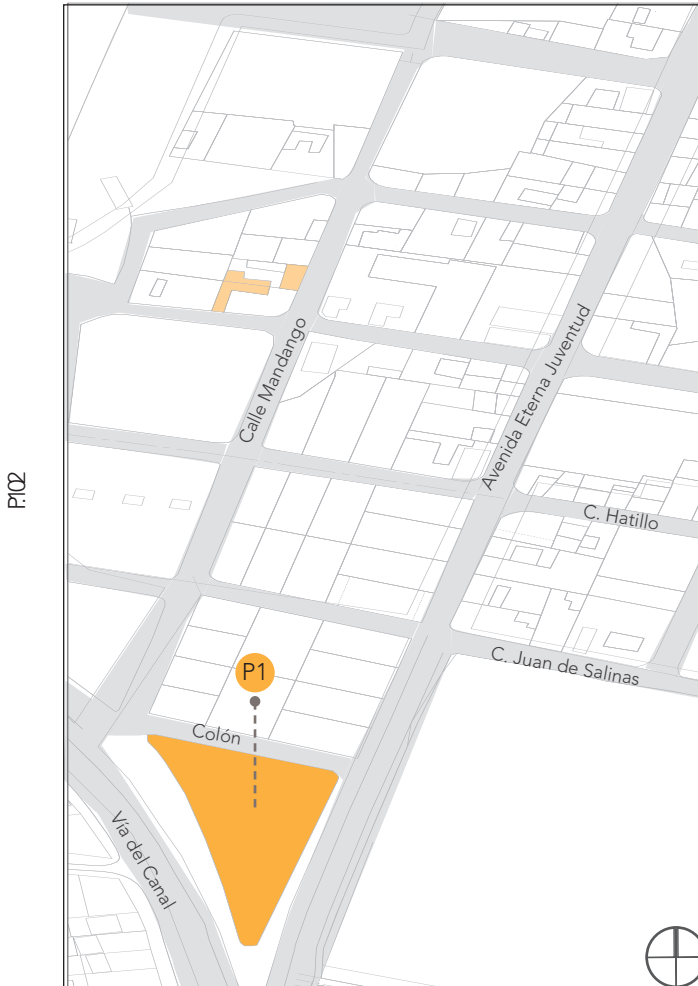 Calle Mandango
Avenida Eterna Juventud
P.102
C. Hatillo
C. Juan de Salinas
P1
Colón
Vía del Canal